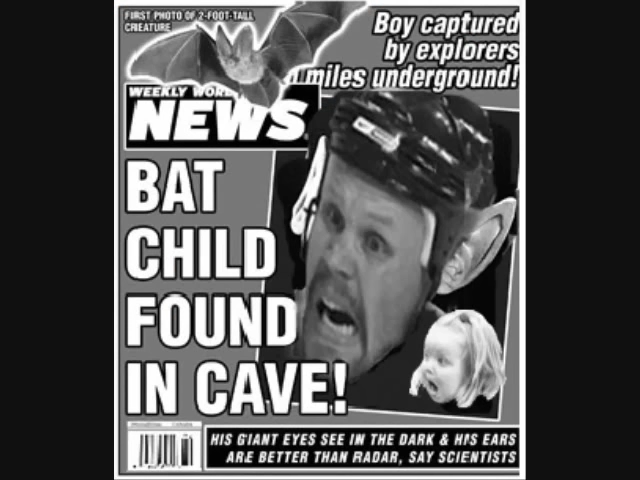 FIRST PHOTO OF 2-FOOT-TALL
CREATURE
Boy captured
by explorers
miles underground!
WEEKLY WORL
NEWS
BAT
CHILD
FOUND
IN CAVE!
HIS GIANT EYES SEE IN THE DARK & HIS EARS
ARE BETTER THAN RADAR, SAY SCIENTISTS